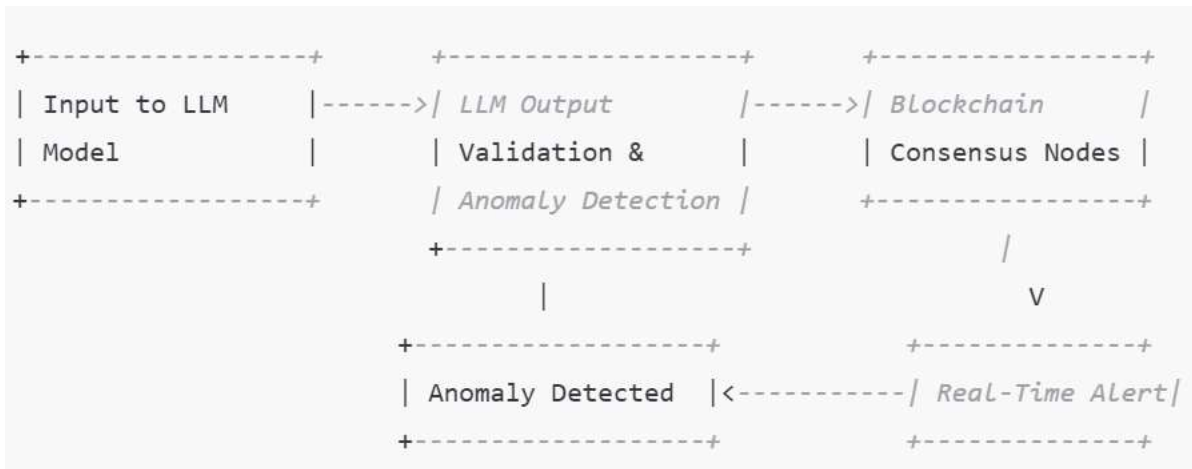 +------------------+ +-------------------+ +-----------------+
| Input to LLM |------>| LLM Output |------>| Blockchain |
| Model | | Validation & | | Consensus Nodes |
+------------------+ | Anomaly Detection | +-----------------+
+-------------------+ |
| V
+-------------------+ +--------------+
| Anomaly Detected |<-----------| Real-Time Alert|
+-------------------+ +--------------+